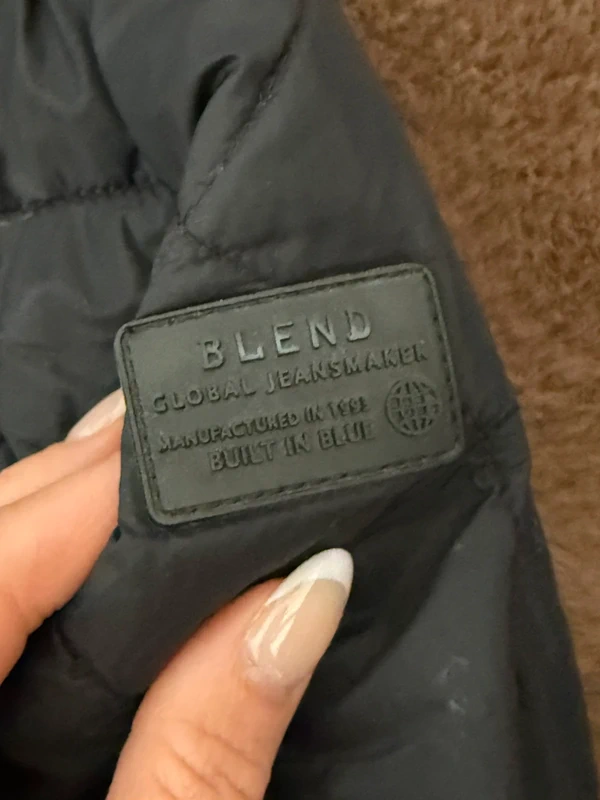 BLEND
GLOBAL JEANSMAKER
MANUFACTURED IN 1993
BUILT IN BLUE